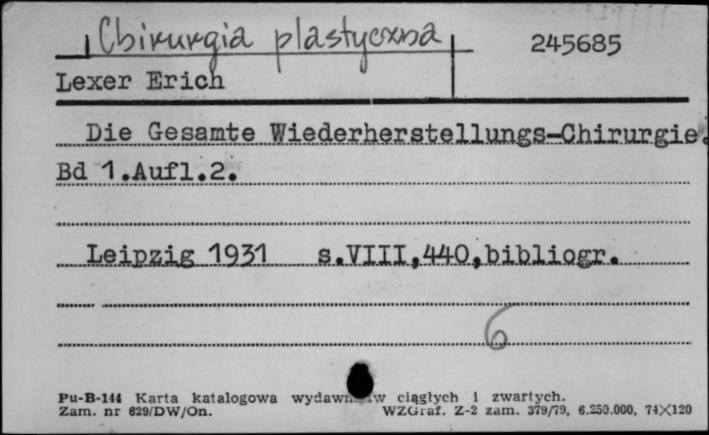 Chirurgia plastyczna 245685
Lexer Erich
Die Gesamte Wiederherstellungs-Chirurgie.
Bd 1.Aufl.2.
Leipzig 1931 s.VIII,440,bibliogr.
6
Pu-B-144 Karta katalogowa ciągłych i zwartych.
Zam. nr 629/DW/On. WZGraf. Z-2 zam. 379/79, 6.250.000, 74×120